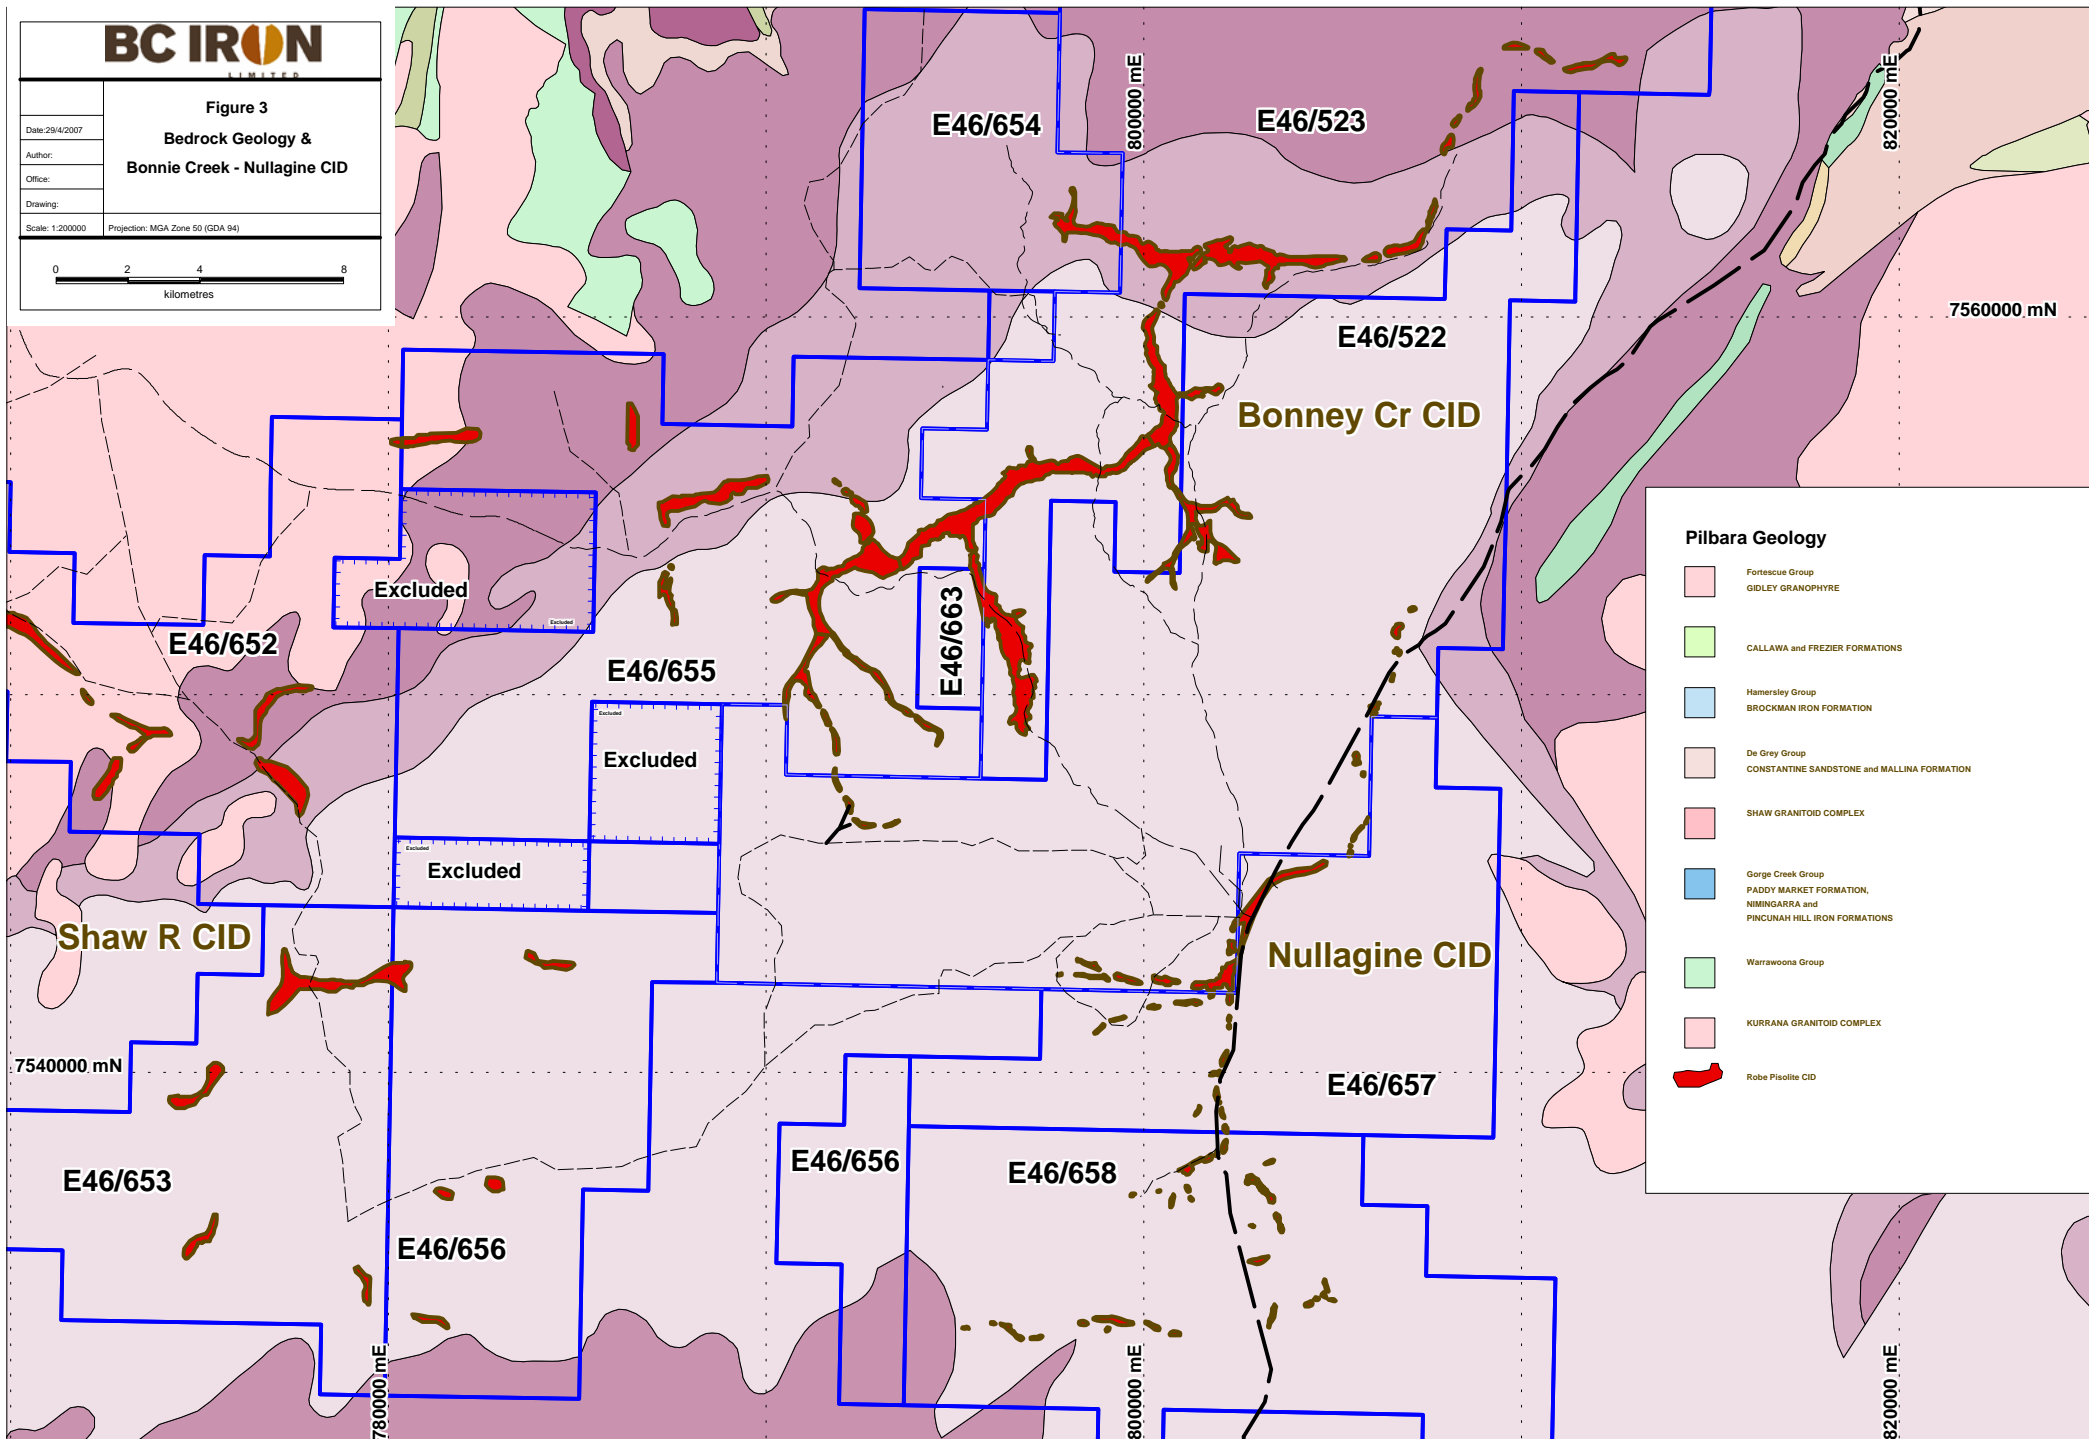 BC IRON
LIMITED
Figure 3
Bedrock Geology &
Bonnie Creek - Nullagine CID
Date:29/4/2007
Author:
Office:
Drawing:
Scale: 1:200000
Projection: MGA Zone 50 (GDA 94)
0 2 4 8
kilometres
E46/654
800000 mE
E46/523
820000 mE
7560000 mN
E46/522
Bonney Cr CID
Excluded
Excluded
E46/652
E46/655
E46/663
Excluded
Excluded
Excluded
Excluded
Shaw R CID
Nullagine CID
7540000 mN
E46/657
E46/653
E46/656
E46/658
E46/656
780000 mE
800000 mE
820000 mE
Pilbara Geology
Fortescue Group
GIDLEY GRANOPHYRE
CALLAWA and FREZIER FORMATIONS
Hamersley Group
BROCKMAN IRON FORMATION
De Grey Group
CONSTANTINE SANDSTONE and MALLINA FORMATION
SHAW GRANITOID COMPLEX
Gorge Creek Group
PADDY MARKET FORMATION,
NIMINGARRA and
PINCUNAH HILL IRON FORMATIONS
Warrawoona Group
KURRANA GRANITOID COMPLEX
Robe Pisolite CID